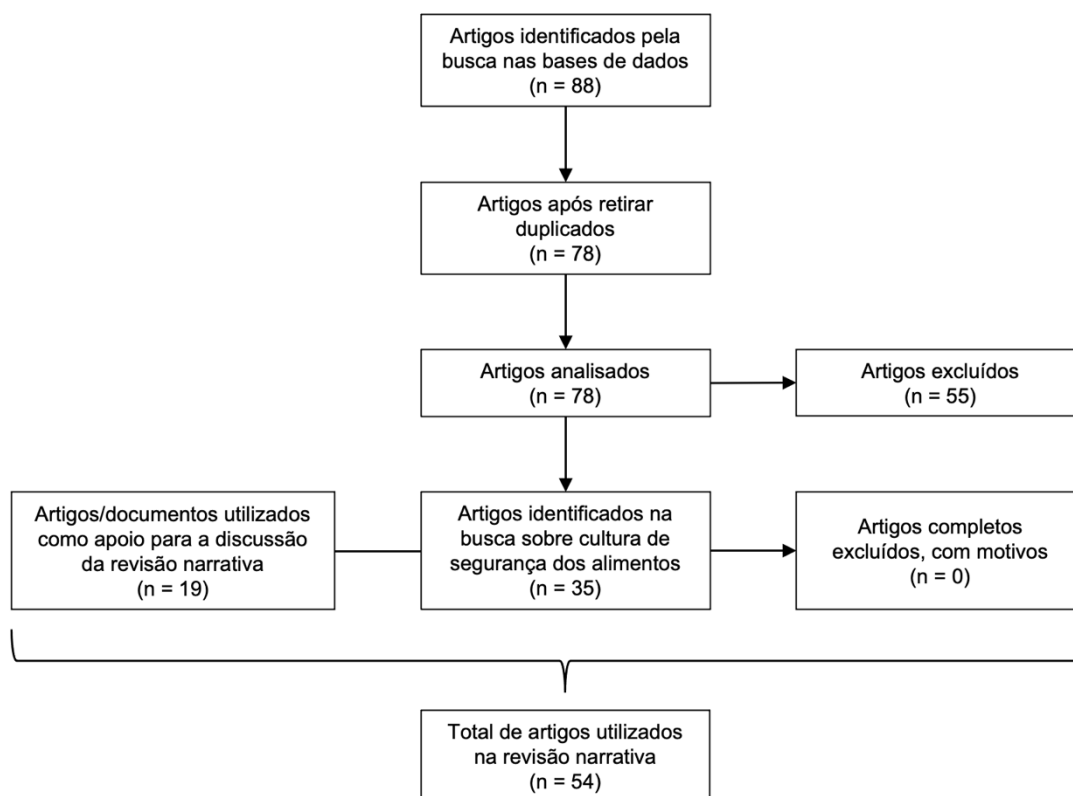 Artigos identificados pela
busca nas bases de dados
(n = 88)
Artigos após retirar
duplicados
(n = 78)
Artigos analisados
(n = 78)
Artigos excluídos
(n = 55)
Artigos/documentos utilizados
como apoio para a discussão
da revisão narrativa
(n = 19)
Artigos identificados na
busca sobre cultura de
segurança dos alimentos
(n = 35)
Artigos completos
excluídos, com motivos
(n = 0)
Total de artigos utilizados
na revisão narrativa
(n = 54)